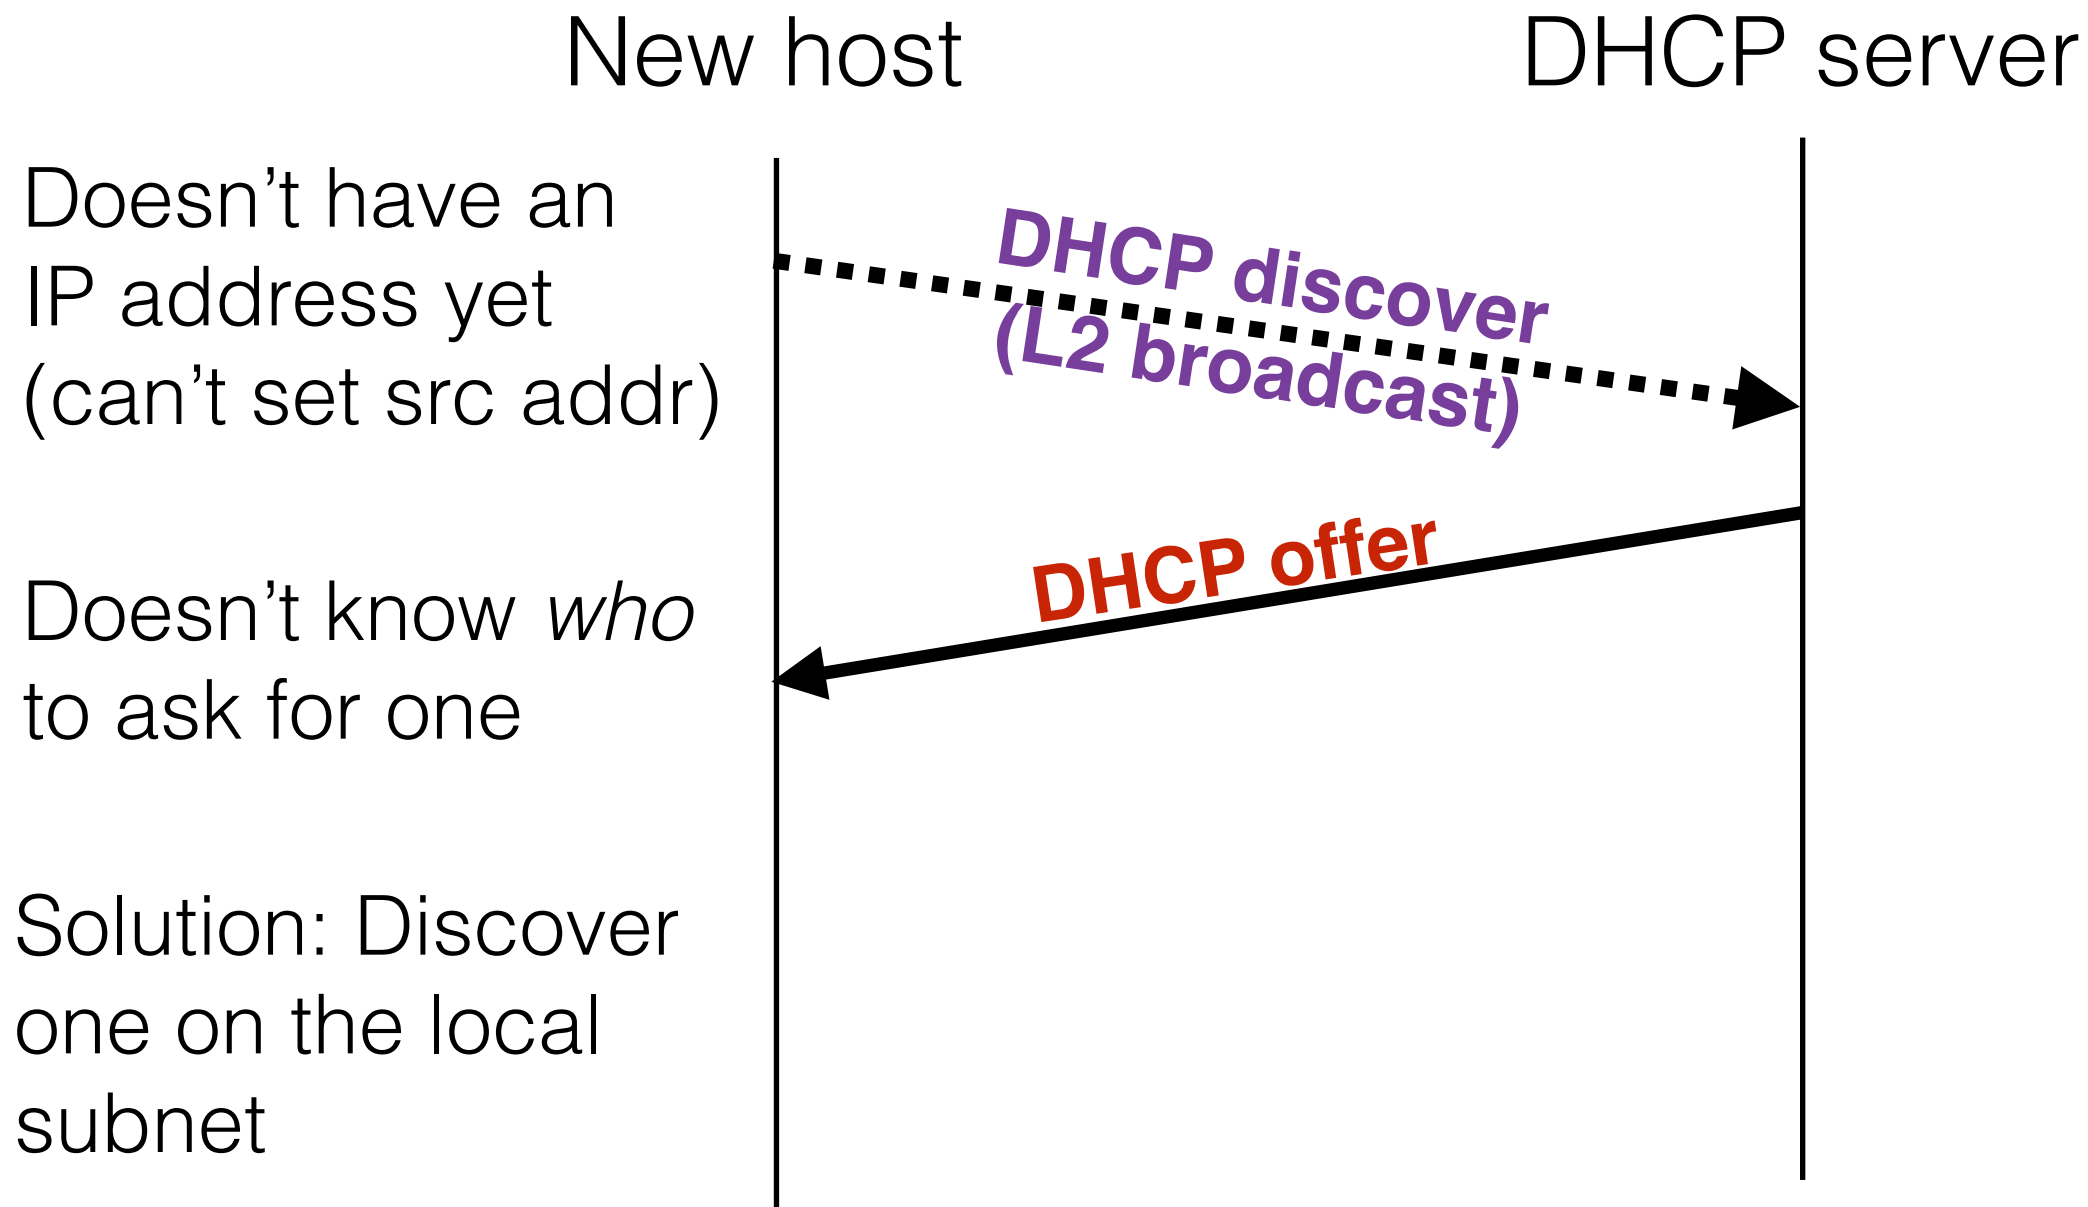 New host
DHCP server
Doesn’t have an
IP address yet
(can’t set src addr)
DHCP discover
(L2 broadcast)
DHCP offer
Doesn’t know who
to ask for one
Solution: Discover
one on the local
subnet